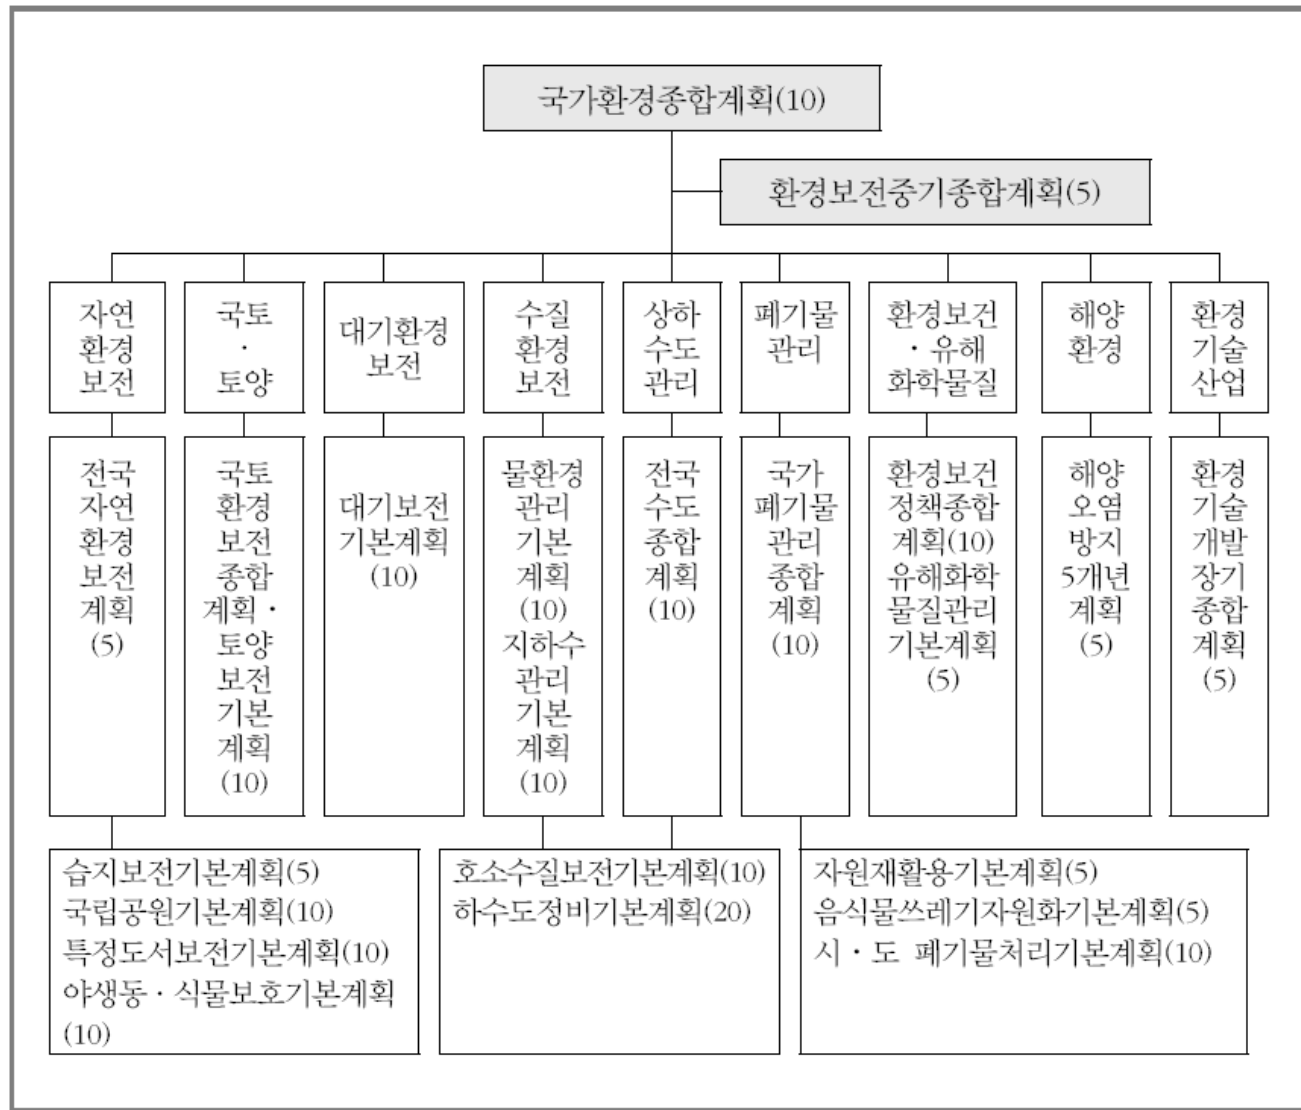 국가환경종합계획(10)
환경보전중기종합계획(5)
자연
환경
보전
국토
·
토양
대기환경
보전
수질
환경
보전
상하
수도
관리
폐기물
관리
환경보건
· 유해
화학물질
해양
환경
환경
기술
산업
전국
자연
환경
보전
계획
(5)
국토
환경
보전
종합
계획 ·
토양
보전
기본
계획
(10)
대기보전
기본계획
(10)
물환경
관리
기본
계획
(10)
지하수
관리
기본
계획
(10)
전국
수도
종합
계획
(10)
국가
폐기물
관리
종합
계획
(10)
환경보건
정책종합
계획(10)
유해화학
물질관리
기본계획
(5)
해양
오염
방지
5개년
계획
(5)
환경
기술
개발
장기
종합
계획
(5)
습지보전기본계획(5)
국립공원기본계획(10)
특정도서보전기본계획(10)
야생동 · 식물보호기본계획
(10)
호소수질보전기본계획(10)
하수도정비기본계획(20)
자원재활용기본계획(5)
음식물쓰레기자원화기본계획(5)
시 · 도 폐기물처리기본계획(10)